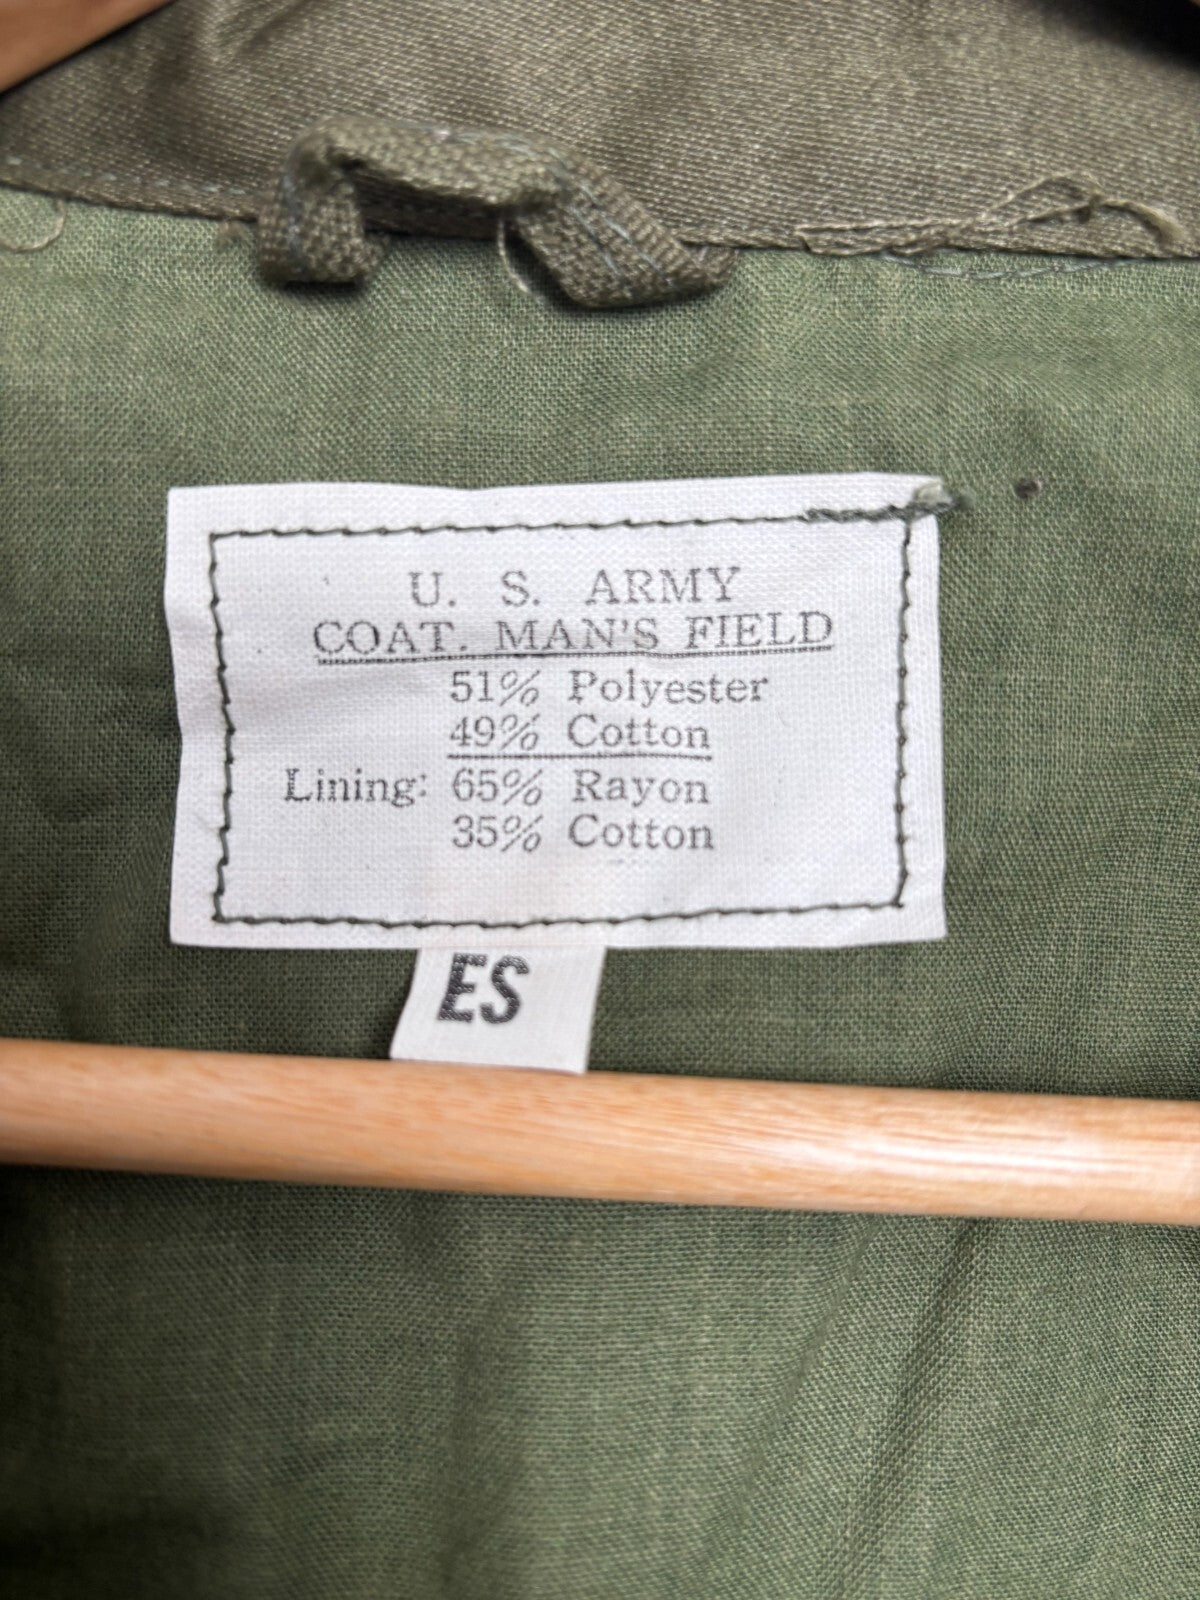 U. S. ARMY
COAT. MAN'S FIELD
51% Polyester
49% Cotton
Lining: 65% Rayon
35% Cotton
ES